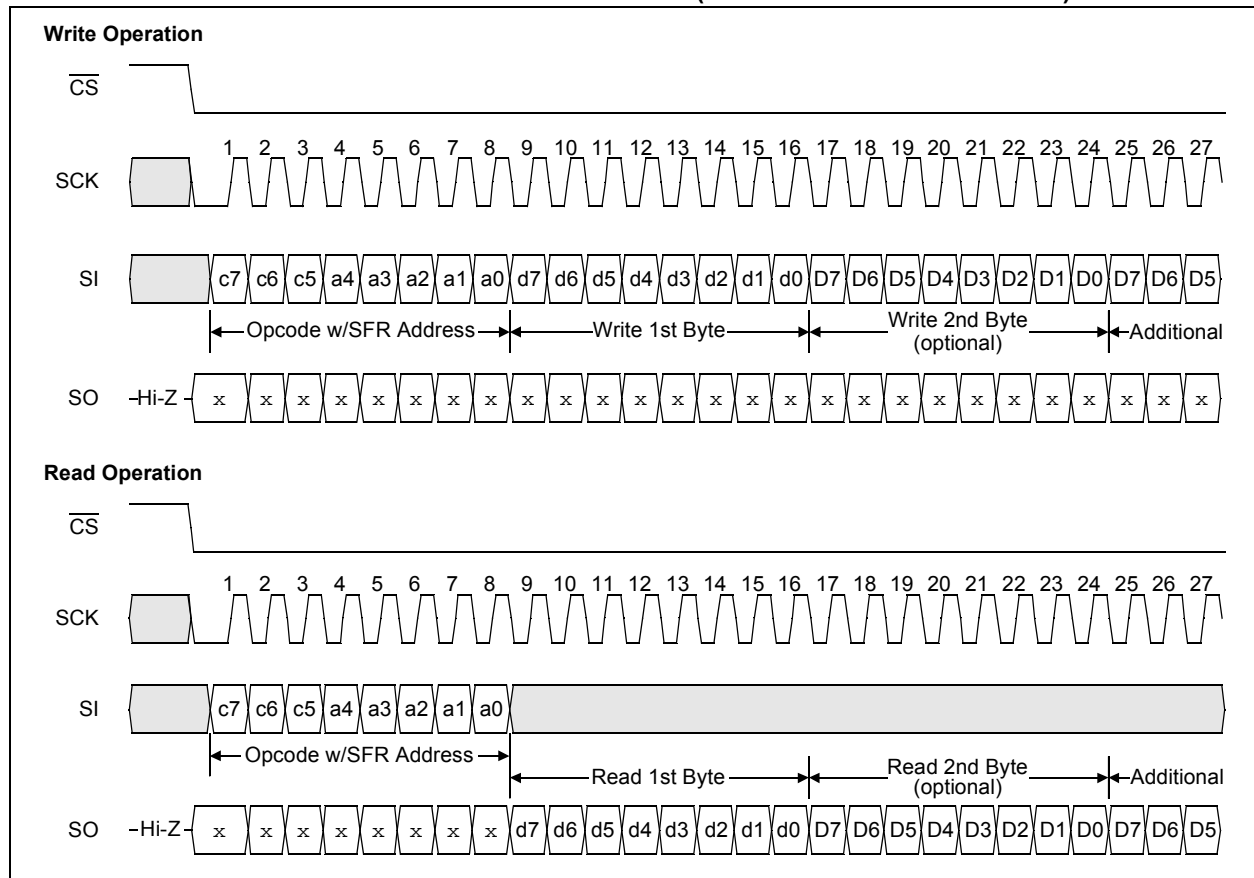 Write Operation
CS
1 2 3 4 5 6 7 8 9 10 11 12 13 14 15 16 17 18 19 20 21 22 23 24 25 26 27
SCK
SI c7 c6 c5 a4 a3 a2 a1 a0 d7 d6 d5 d4 d3 d2 d1 d0 D7 D6 D5 D4 D3 D2 D1 D0 D7 D6 D5
Opcode w/SFR Address Write 1st Byte Write 2nd Byte (optional) Additional
SO Hi-Z x x x x x x x x x x x x x x x x x x x x x x x x x x x
Read Operation
CS
1 2 3 4 5 6 7 8 9 10 11 12 13 14 15 16 17 18 19 20 21 22 23 24 25 26 27
SCK
SI c7 c6 c5 a4 a3 a2 a1 a0
Opcode w/SFR Address Read 1st Byte Read 2nd Byte (optional) Additional
SO Hi-Z x x x x x x x x d7 d6 d5 d4 d3 d2 d1 d0 D7 D6 D5 D4 D3 D2 D1 D0 D7 D6 D5